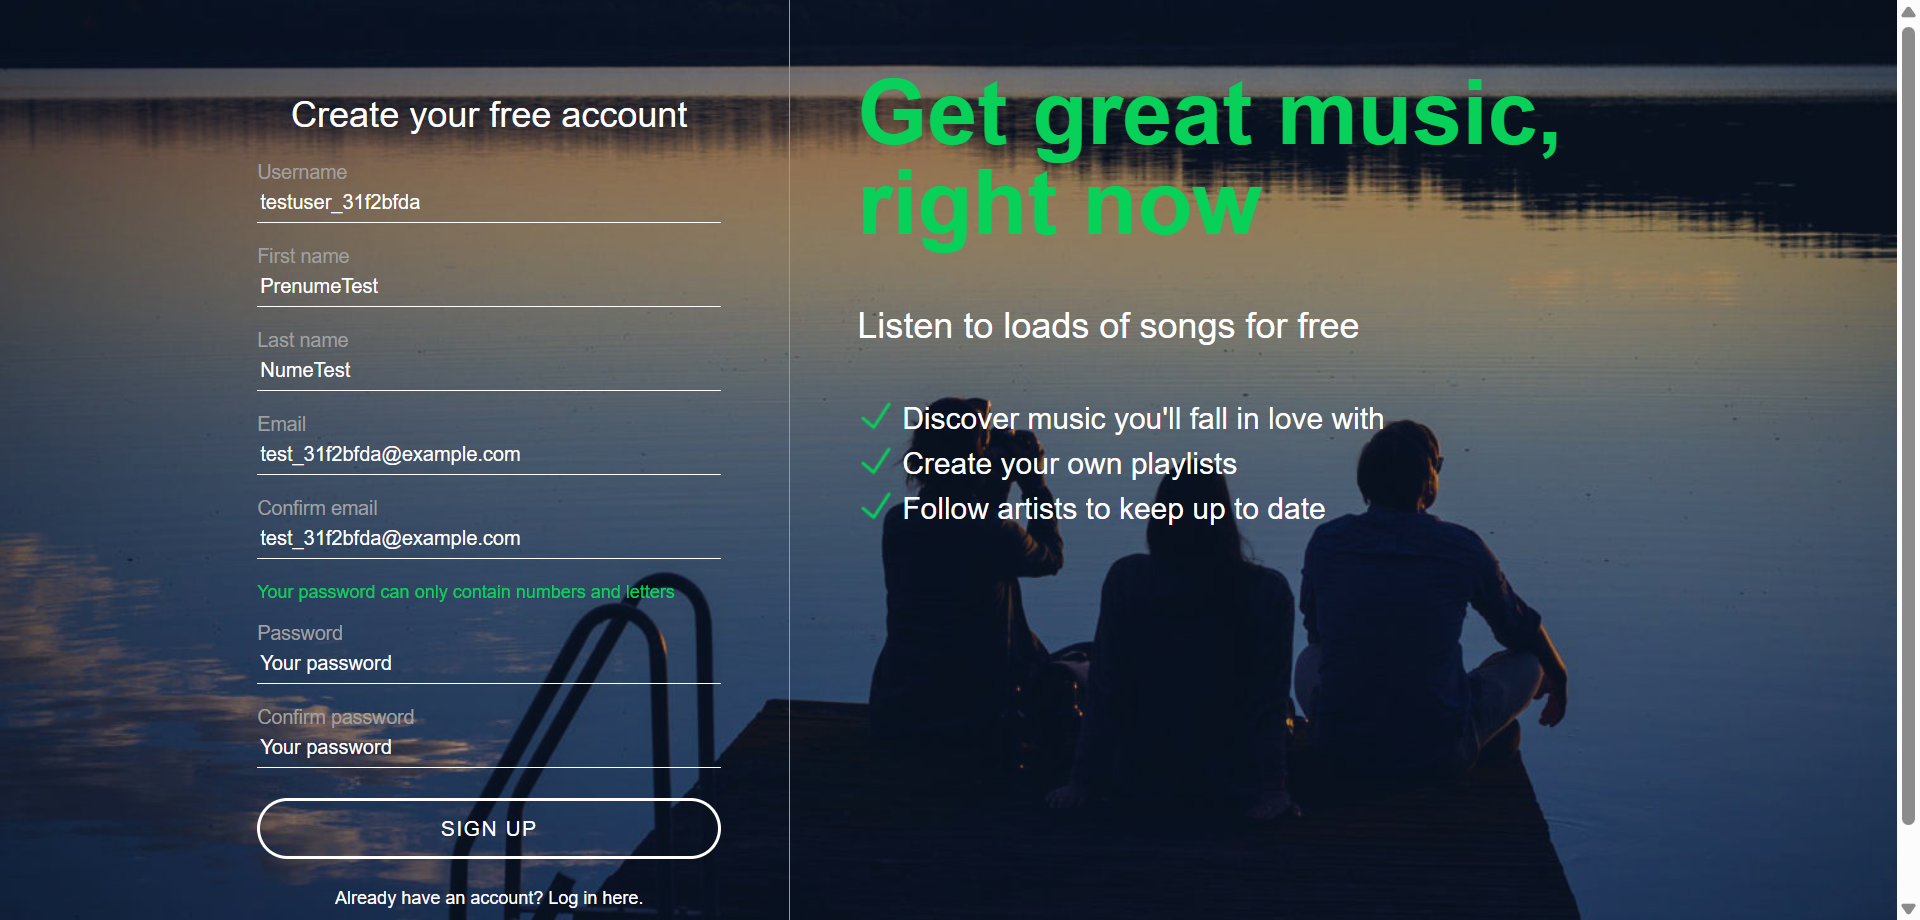 Create your free account
Username
testuser_31f2bfda
First name
PrenumeTest
Last name
NumeTest
Email
test_31f2bfda@example.com
Confirm email
test_31f2bfda@example.com
Your password can only contain numbers and letters
Password
Your password
Confirm password
Your password
SIGN UP
Already have an account? Log in here.
Get great music,
right now
Listen to loads of songs for free
Discover music you'll fall in love with
Create your own playlists
Follow artists to keep up to date